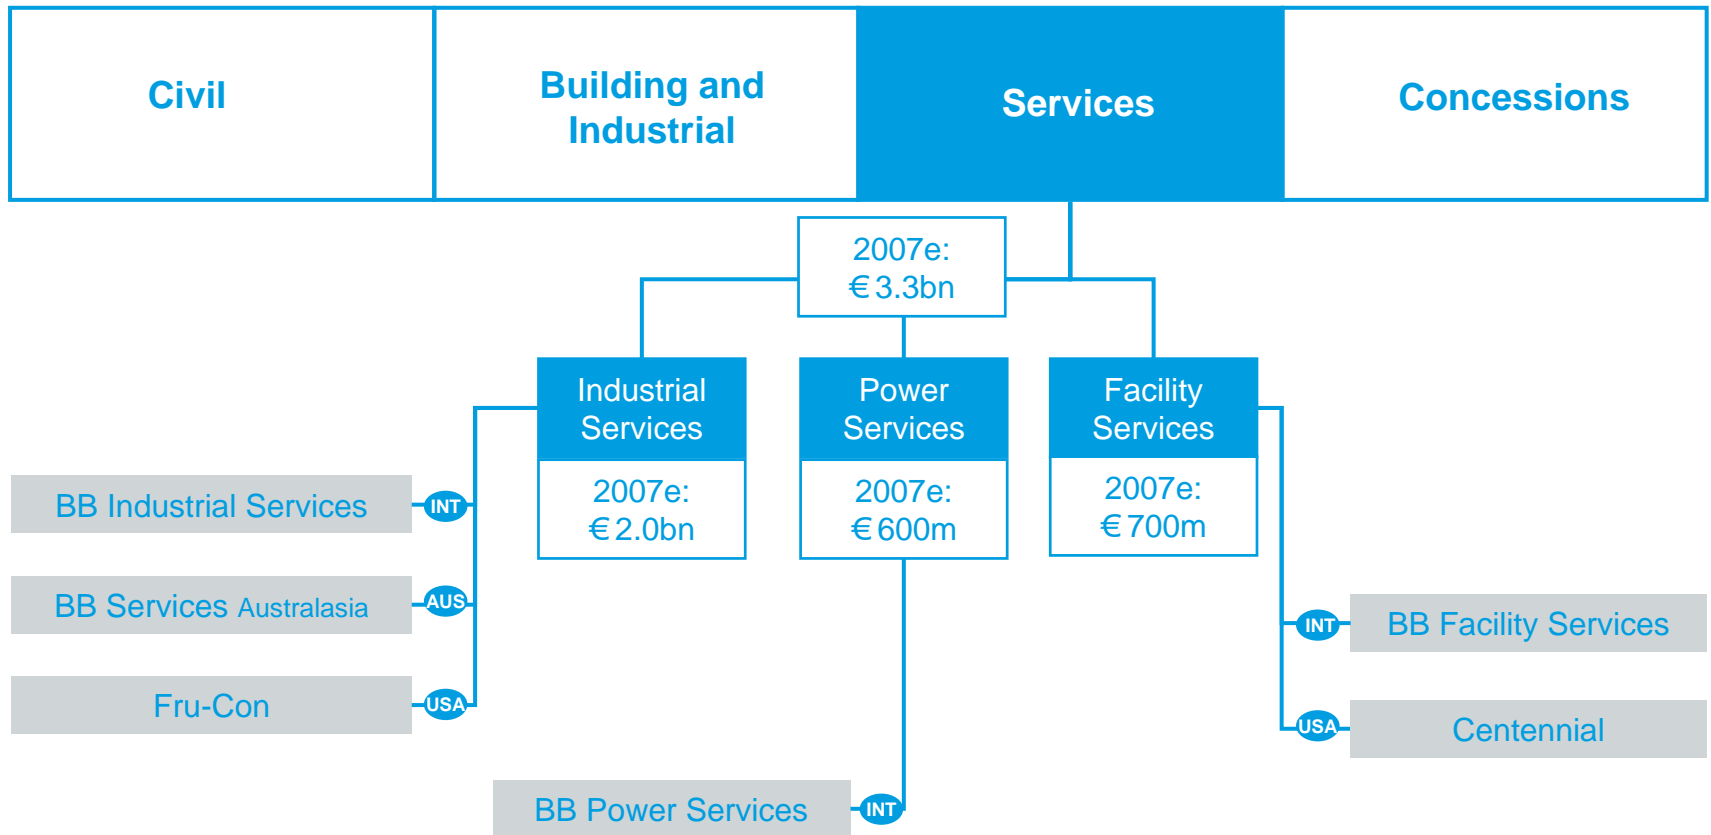 Civil
Building and
Industrial
Services
Concessions
2007e:
€ 3.3bn
Industrial
Services
2007e:
€ 2.0bn
Power
Services
2007e:
€ 600m
Facility
Services
2007e:
€ 700m
BB Industrial Services
INT
BB Services Australasia
AUS
Fru-Con
USA
BB Power Services
INT
INT
BB Facility Services
USA
Centennial